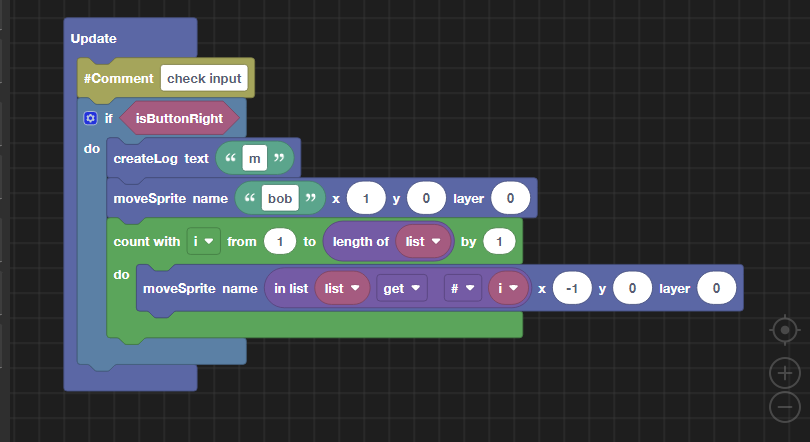 Update
#Comment check input
if isButtonRight
do
createLog text “ m ”
moveSprite name “ bob ” x 1 y 0 layer 0
count with i from 1 to length of list by 1
do
moveSprite name in list list get # i x -1 y 0 layer 0